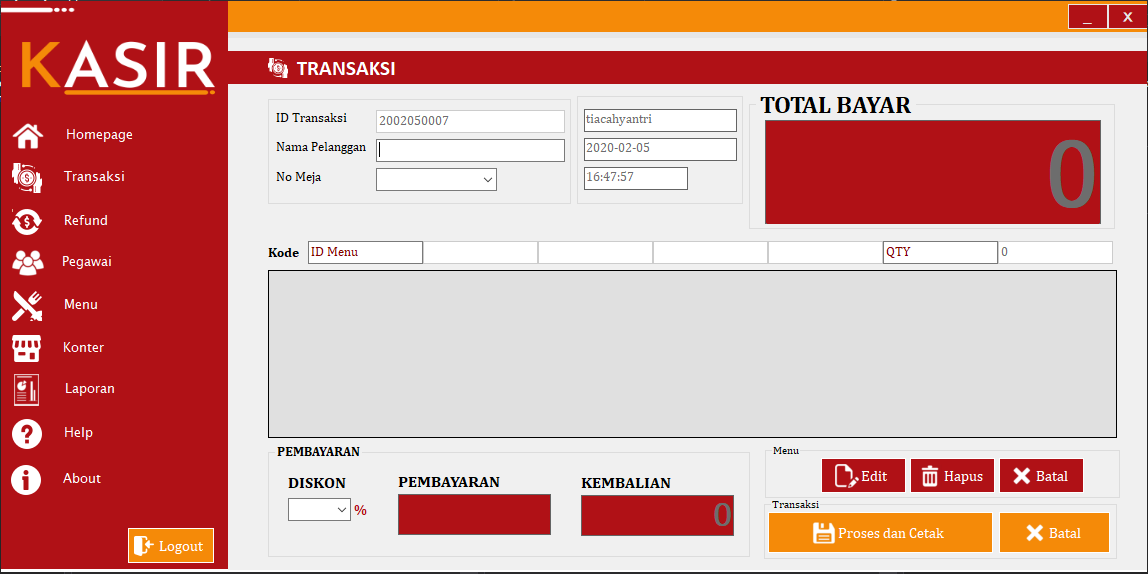 _ X
KASIR
TRANSAKSI
Homepage
Transaksi
Refund
Pegawai
Menu
Konter
Laporan
Help
About
Logout
ID Transaksi 2002050007
Nama Pelanggan
No Meja
tiacahyantri
2020-02-05
16:47:57
TOTAL BAYAR
0
Kode ID Menu QTY 0
PEMBAYARAN
DISKON PEMBAYARAN KEMBALIAN
% 0
Menu
Edit Hapus Batal
Transaksi
Proses dan Cetak Batal